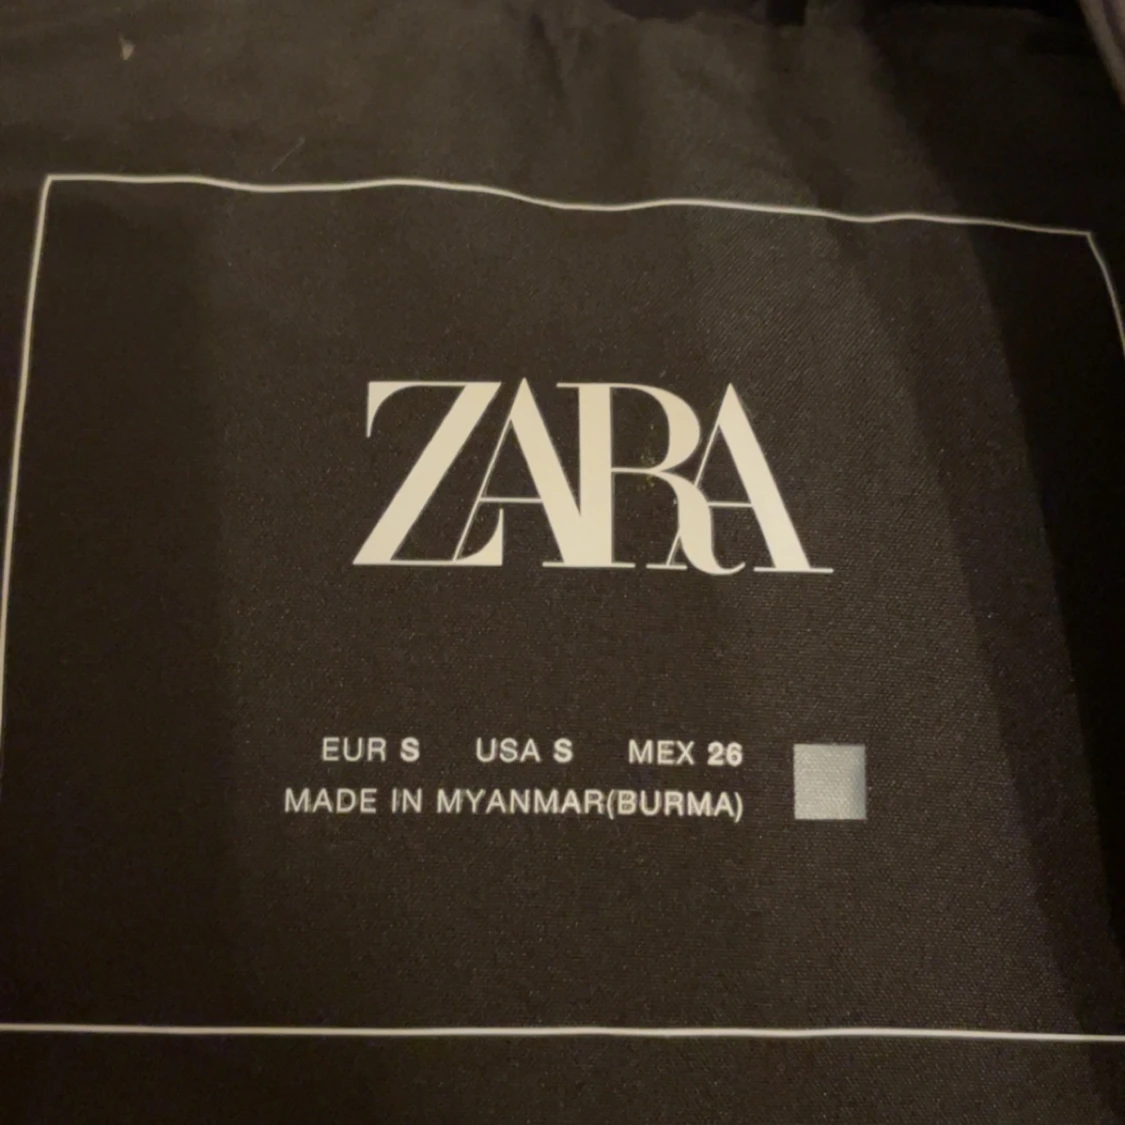 ZARA
EUR S USA S MEX 26
MADE IN MYANMAR(BURMA)